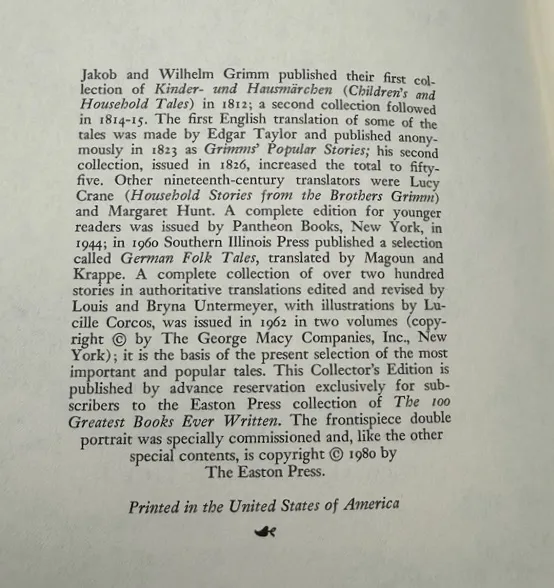 Jakob and Wilhelm Grimm published their first col-
lection of Kinder- und Hausmärchen (Children's and
Household Tales) in 1812; a second collection followed
in 1814-15. The first English translation of some of the
tales was made by Edgar Taylor and published anony-
mously in 1823 as Grimms' Popular Stories; his second
collection, issued in 1826, increased the total to fifty-
five. Other nineteenth-century translators were Lucy
Crane (Household Stories from the Brothers Grimm)
and Margaret Hunt. A complete edition for younger
readers was issued by Pantheon Books, New York, in
1944; in 1960 Southern Illinois Press published a selection
called German Folk Tales, translated by Magoun and
Krappe. A complete collection of over two hundred
stories in authoritative translations edited and revised by
Louis and Bryna Untermeyer, with illustrations by Lu-
cille Corcos, was issued in 1962 in two volumes (copy-
right © by The George Macy Companies, Inc., New
York); it is the basis of the present selection of the most
important and popular tales. This Collector's Edition is
published by advance reservation exclusively for sub-
scribers to the Easton Press collection of The 100
Greatest Books Ever Written. The frontispiece double
portrait was specially commissioned and, like the other
special contents, is copyright © 1980 by
The Easton Press.
Printed in the United States of America